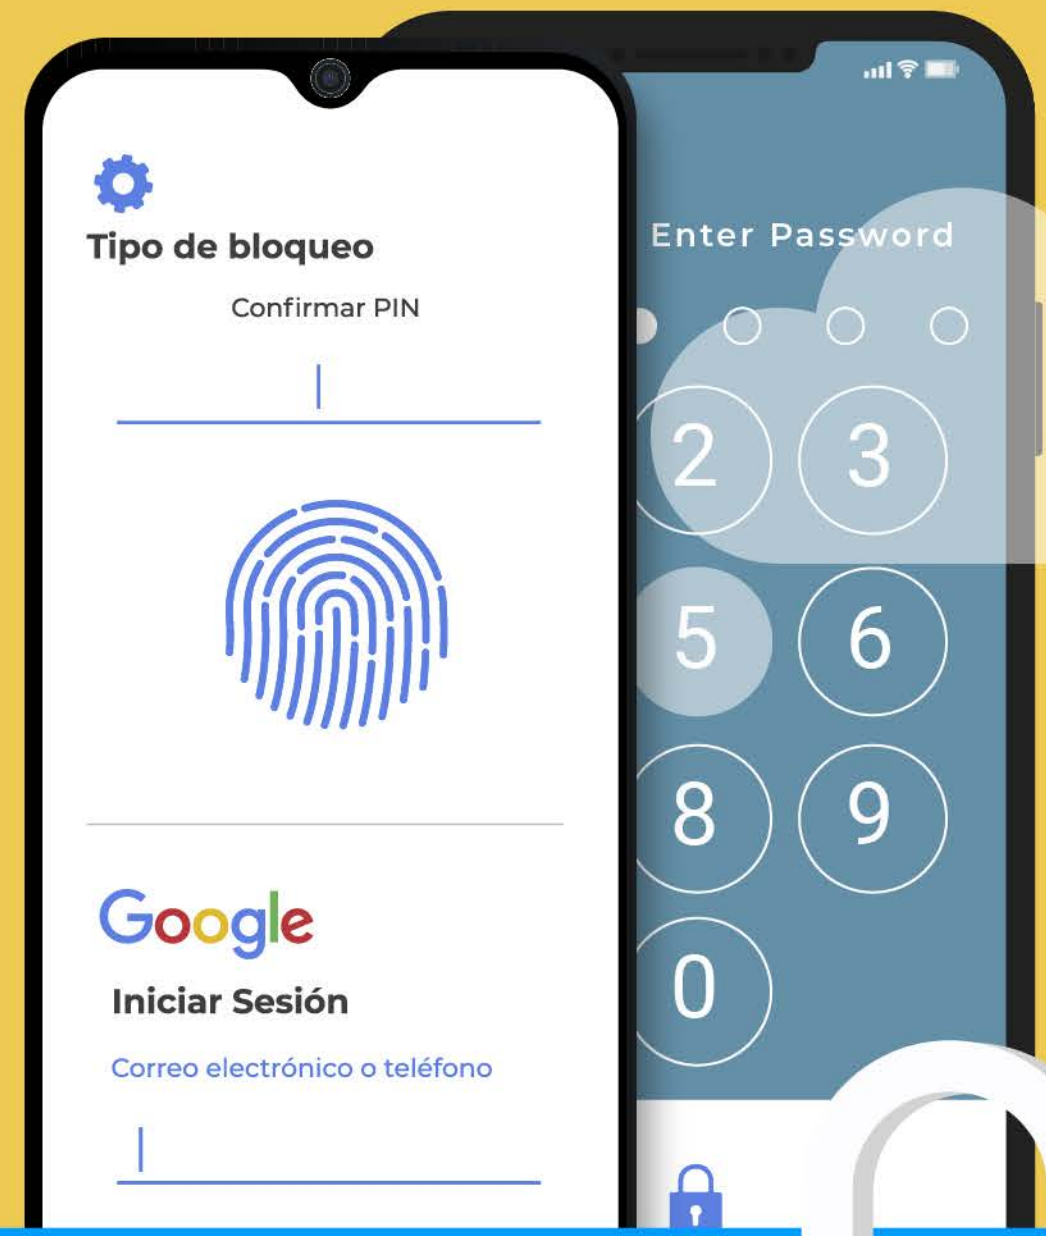 Tipo de bloqueo
Confirmar PIN
Google
Iniciar Sesión
Correo electrónico o teléfono
Enter Password
2 3
5 6
8 9
0